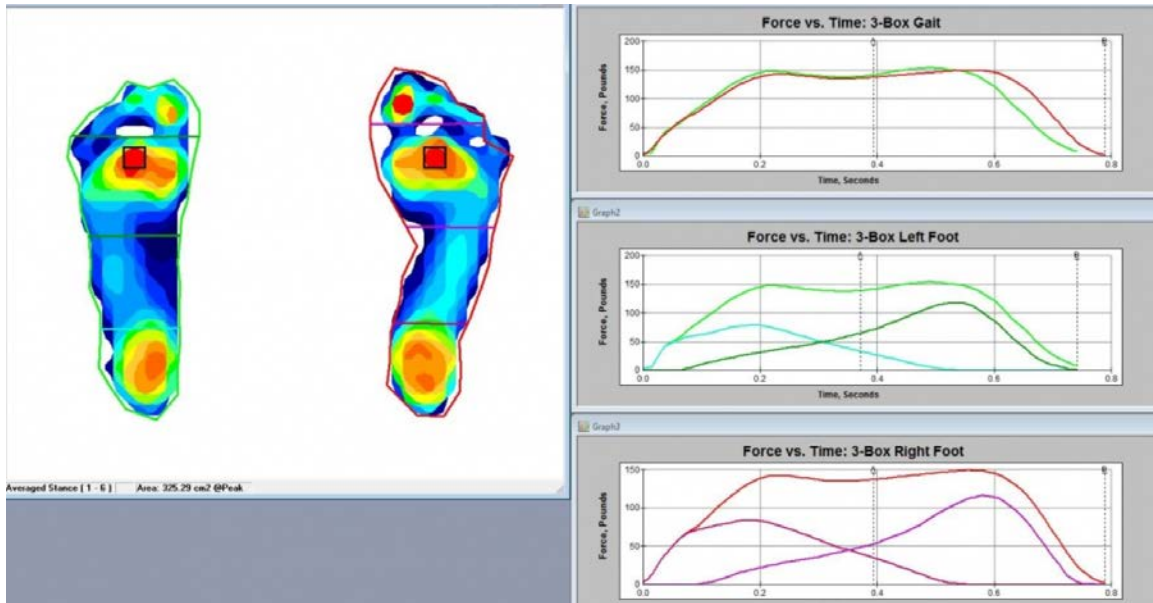 Averaged Stance ( 1 - 6 )
Area: 325.29 cm2 @Peak
Force vs. Time: 3-Box Gait
200
150
100
50
0
0.0 0.2 0.4 0.6 0.8
Force, Pounds
Time, Seconds
A
B
Graph2
Force vs. Time: 3-Box Left Foot
200
150
100
50
0
0.0 0.2 0.4 0.6 0.8
Force, Pounds
Time, Seconds
A
B
Graph3
Force vs. Time: 3-Box Right Foot
150
100
50
0
0.0 0.2 0.4 0.6 0.8
Force, Pounds
Time, Seconds
A
B